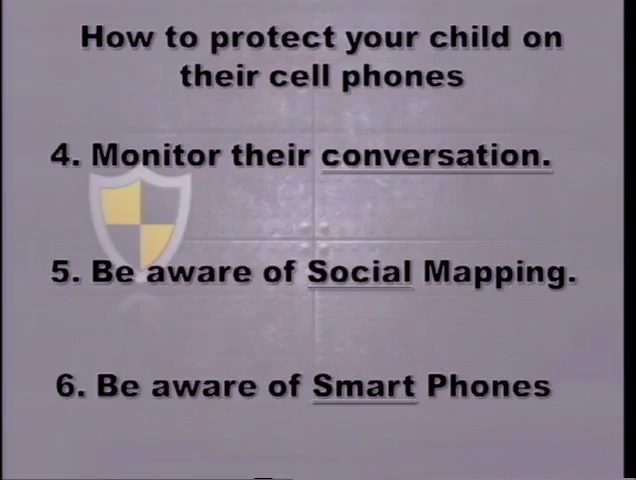 How to protect your child on
their cell phones
4. Monitor their conversation.
5. Be aware of Social Mapping.
6. Be aware of Smart Phones